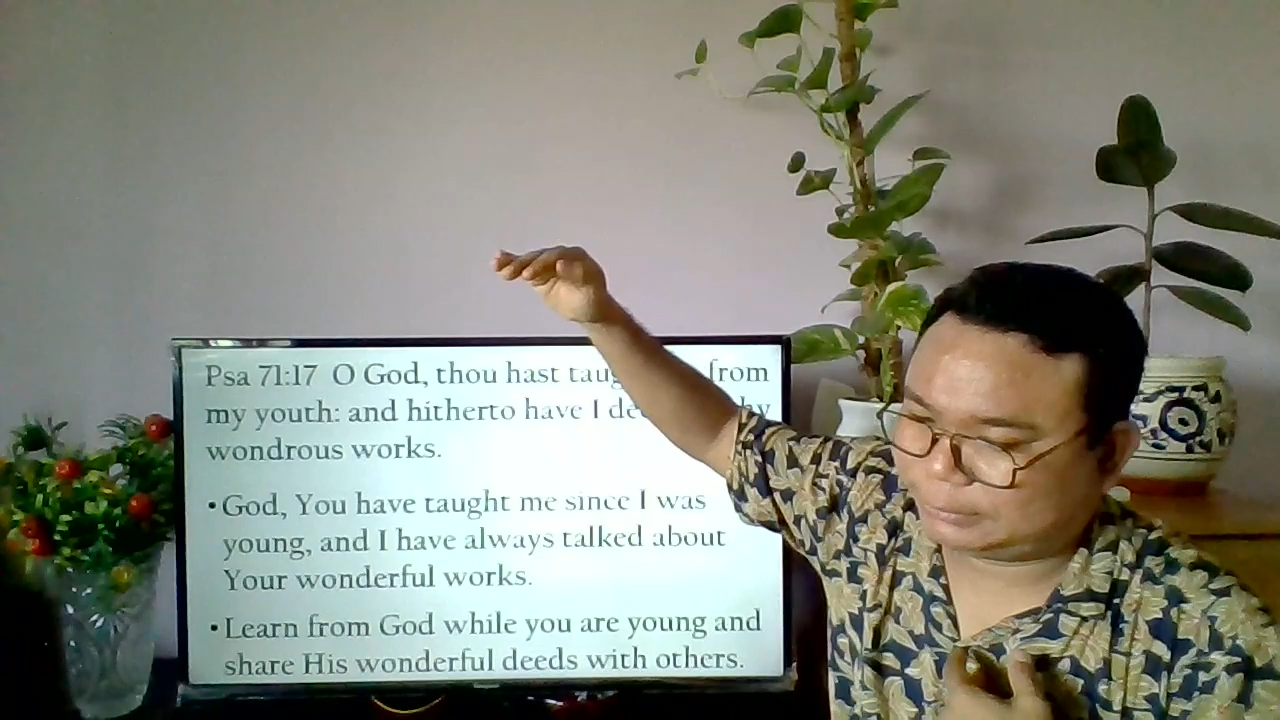 Psa 71:17 O God, thou hast from
my youth: and hitherto have I
wondrous works.
• God, You have taught me since I was
young, and I have always talked about
Your wonderful works.
• Learn from God while you are young and
share His wonderful deeds with others.